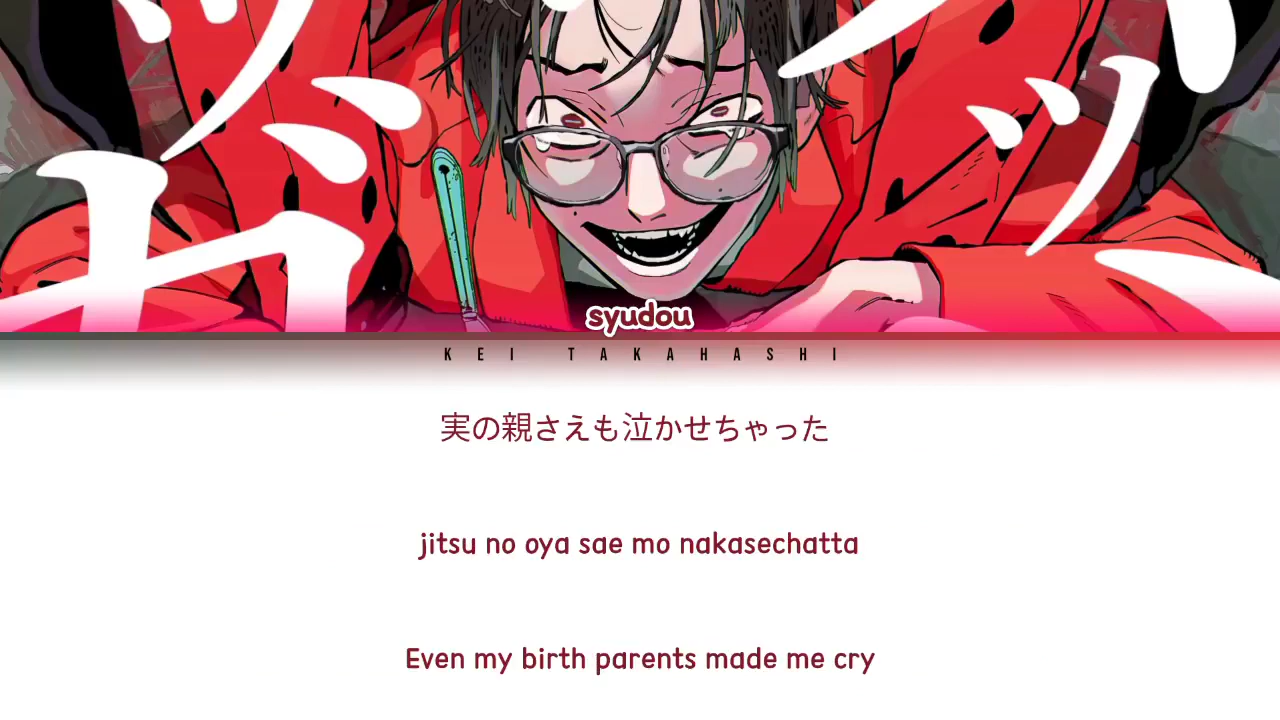 syudou
KEI TAKAHASHI
実の親さえも泣かせちゃった
jitsu no oya sae mo nakasechatta
Even my birth parents made me cry